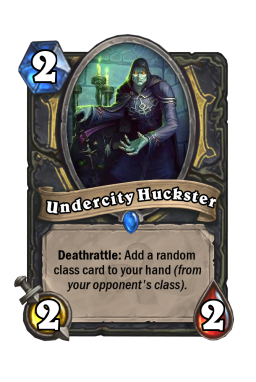 2
Undercity Huckster
Deathrattle: Add a random
class card to your hand (from
your opponent's class).
2
2